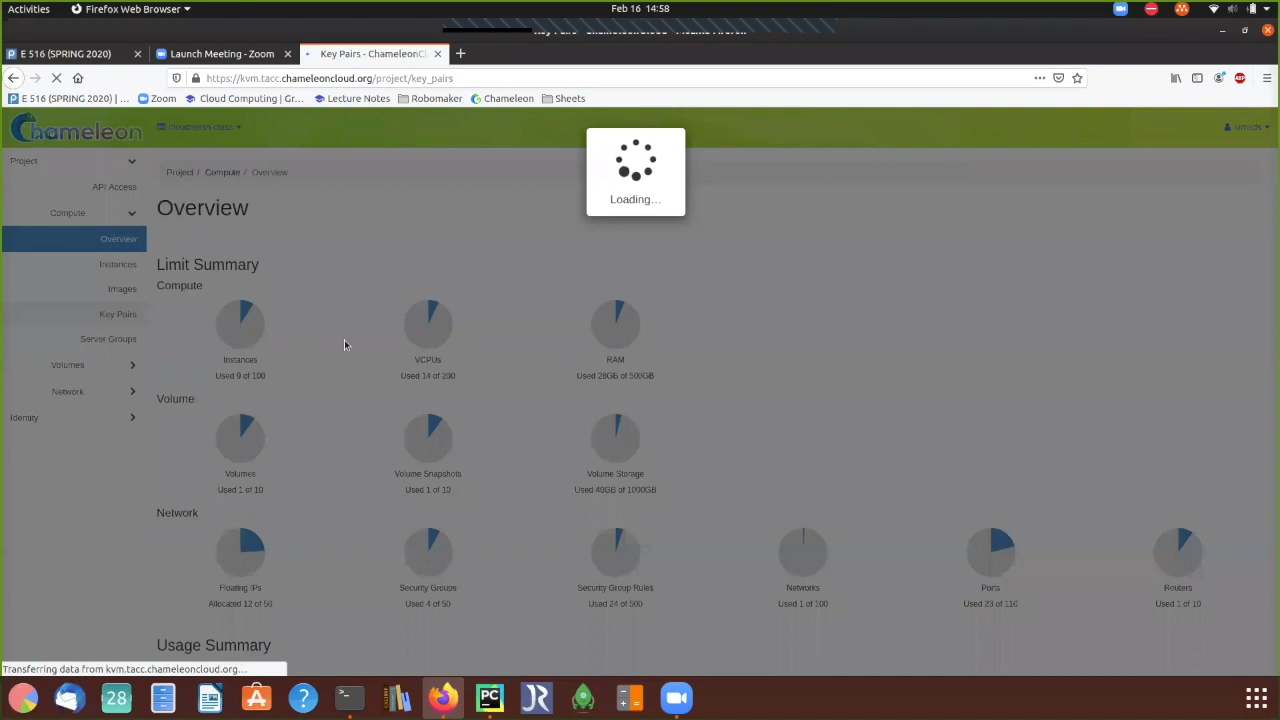 Activities Firefox Web Browser Feb 16 14:58
E 516 (SPRING 2020) Launch Meeting - Zoom Key Pairs - ChameleonCl
https://kvm.tacc.chameleoncloud.org/project/key_pairs
E 516 (SPRING 2020) | ... Zoom Cloud Computing | Gr... Lecture Notes Robomaker Chameleon Sheets
Chameleon cloudmesh class
Project
API Access
Compute
Overview
Instances
Images
Key Pairs
Server Groups
Volumes
Network
Identity
Project / Compute / Overview
Loading...
Overview
Limit Summary
Compute
Instances VCPUs RAM
Used 9 of 100 Used 14 of 200 Used 28GB of 500GB
Volume
Volumes Volume Snapshots Volume Storage
Used 1 of 10 Used 1 of 10 Used 40GB of 1000GB
Network
Floating IPs Security Groups Security Group Rules Networks Ports Routers
Allocated 12 of 50 Used 4 of 50 Used 24 of 500 Used 1 of 100 Used 23 of 110 Used 1 of 10
Usage Summary
Transferring data from kvm.tacc.chameleoncloud.org...
28 PC JR